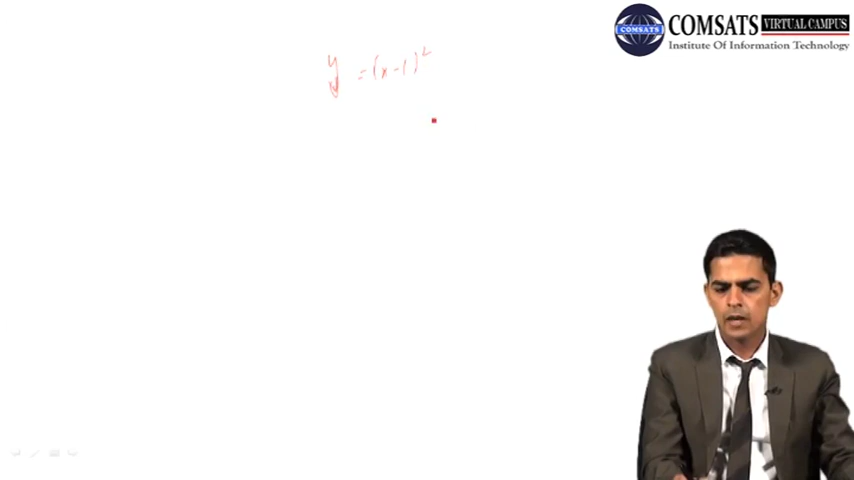 COMSATS VIRTUAL CAMPUS
Institute Of Information Technology
COMSATS
y = (x-1)²